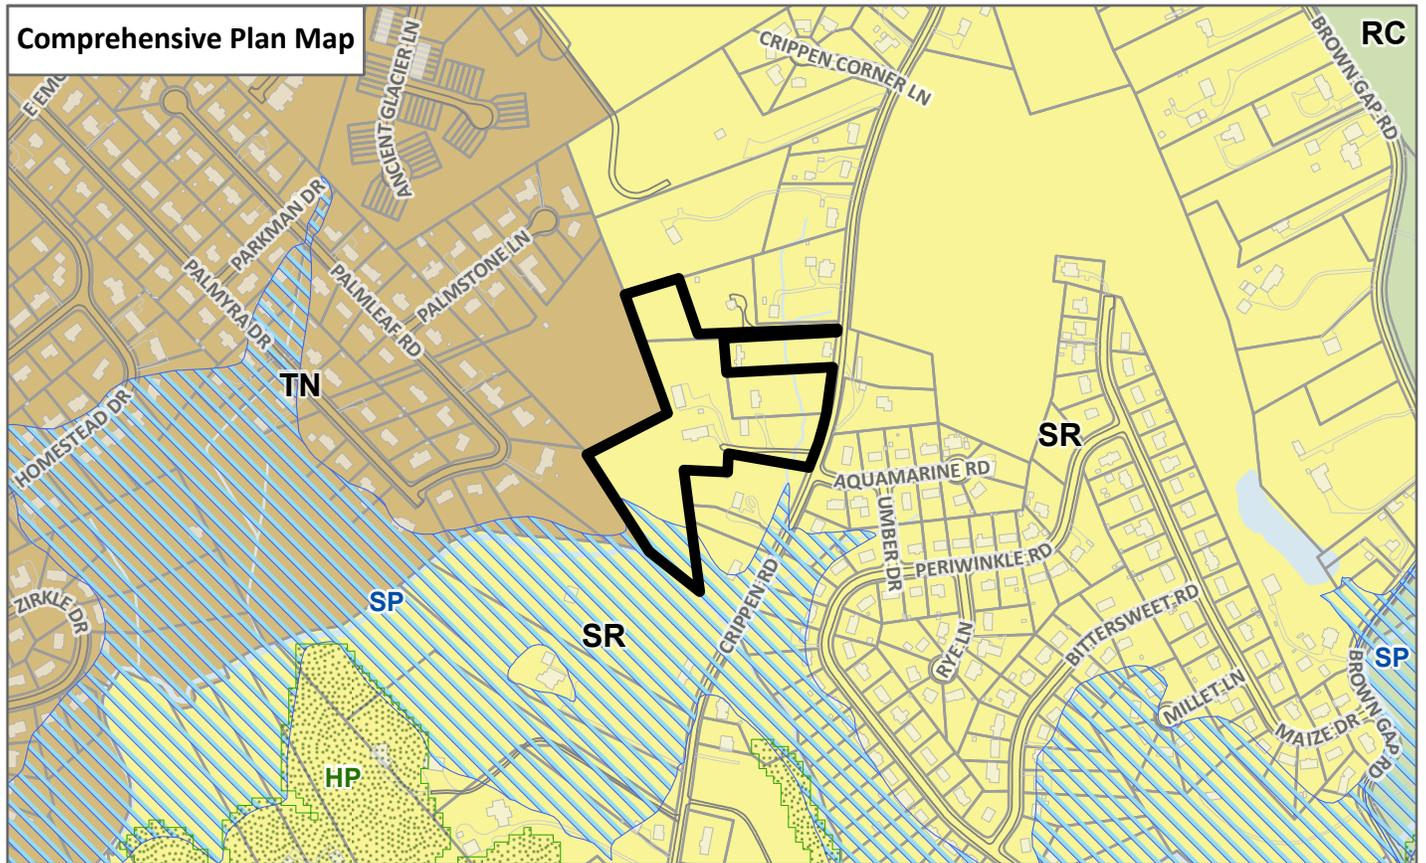 Comprehensive Plan Map
RC
CRIPPEN CORNER LN
BROWN GAP RD
ANCIENT GLACIER LN
PARKMAN DR
PALMYRA DR
PALMLEAF RD
PALMSTONE LN
TN
HOMESTEAD DR
SR
AQUAMARINE RD
UMBER DR
PERIWINKLE RD
SP
ZIRKLE DR
SR
CRIPPEN RD
RYE LN
BITTERSWEET RD
MILLET LN
MAIZE DR
SP
BROWN GAP RD
HP